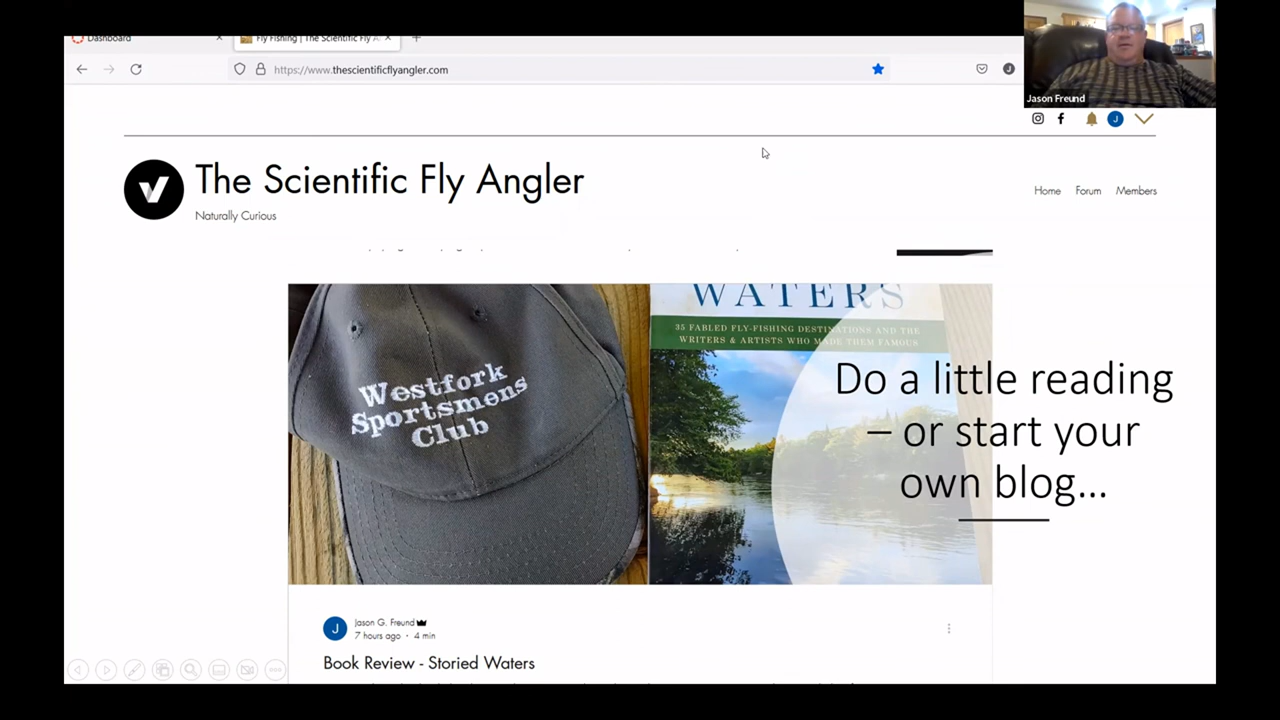 Dashboard
Fly Fishing | The Scientific Fly A
https://www.thescientificflyangler.com
J
Jason Freund
J
The Scientific Fly Angler
Naturally Curious
Home Forum Members
WATERS
35 FABLED FLY-FISHING DESTINATIONS AND THE
WRITERS & ARTISTS WHO MADE THEM FAMOUS
Westfork
Sportsmens
Club
Do a little reading
– or start your
own blog...
J
Jason G. Freund
7 hours ago · 4 min
Book Review - Storied Waters